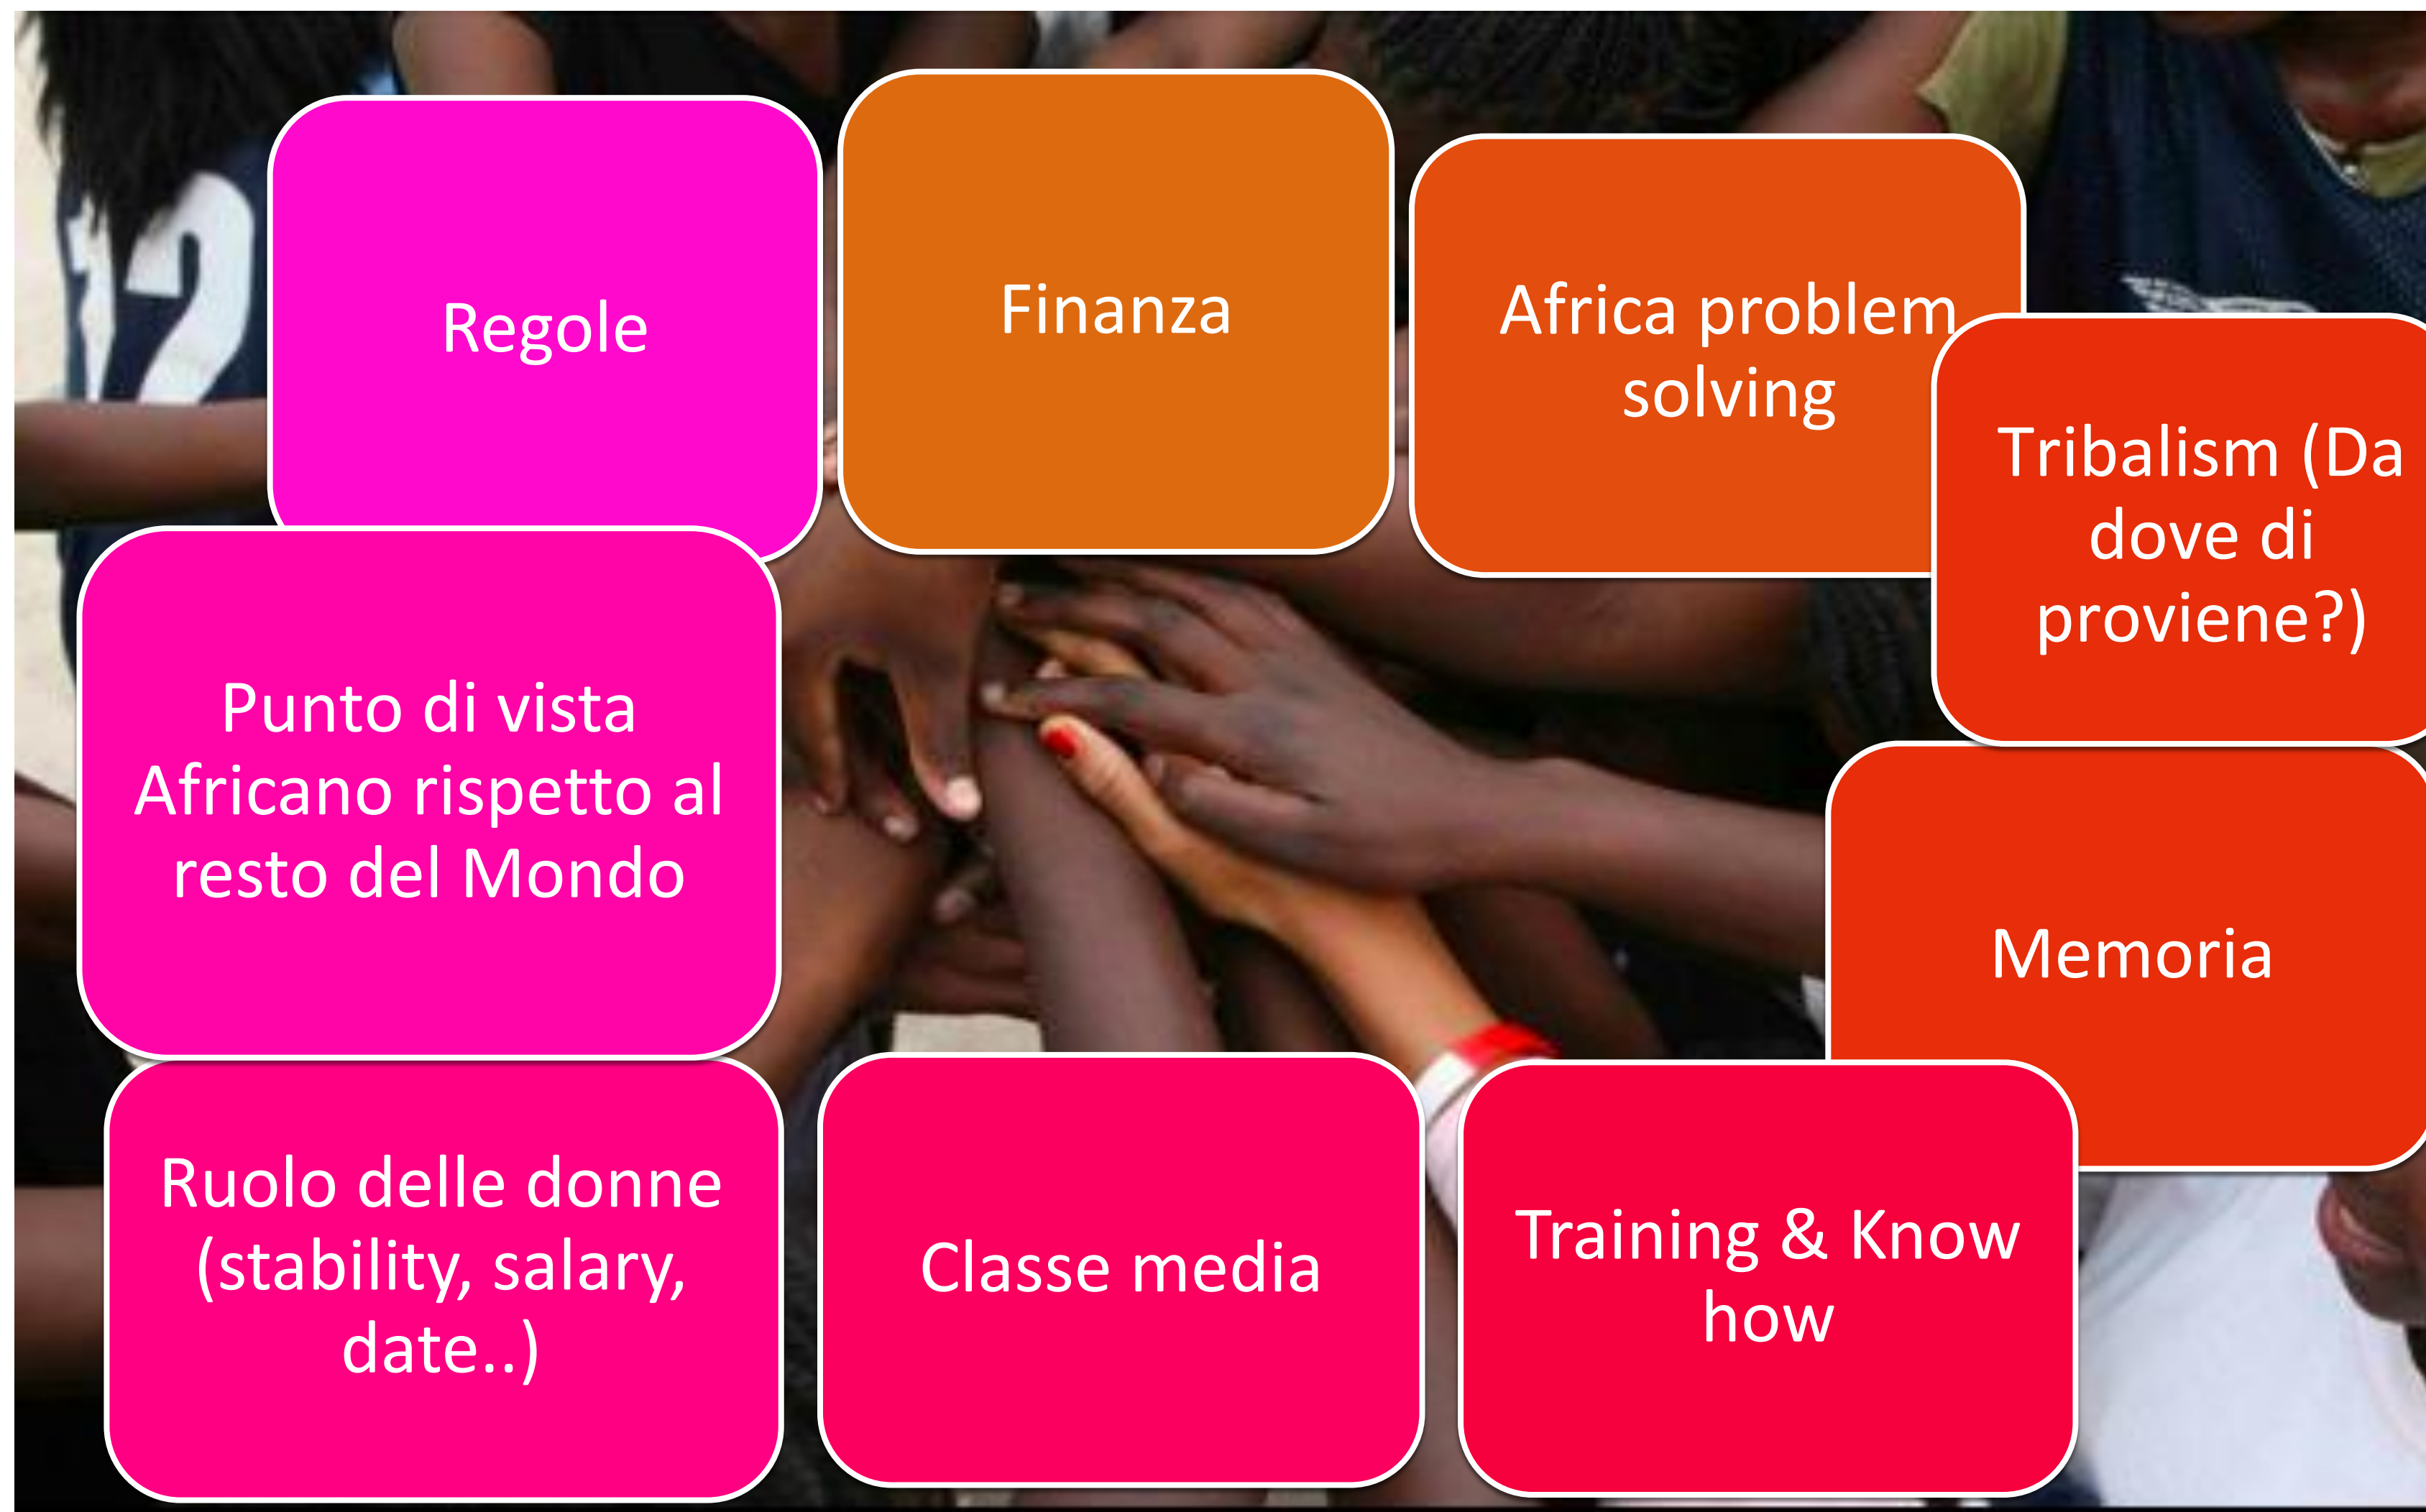 Regole
Finanza
Africa problem
solving
Tribalism (Da
dove di
proviene?)
Punto di vista
Africano rispetto al
resto del Mondo
Memoria
Ruolo delle donne
(stability, salary,
date..)
Classe media
Training & Know
how
12